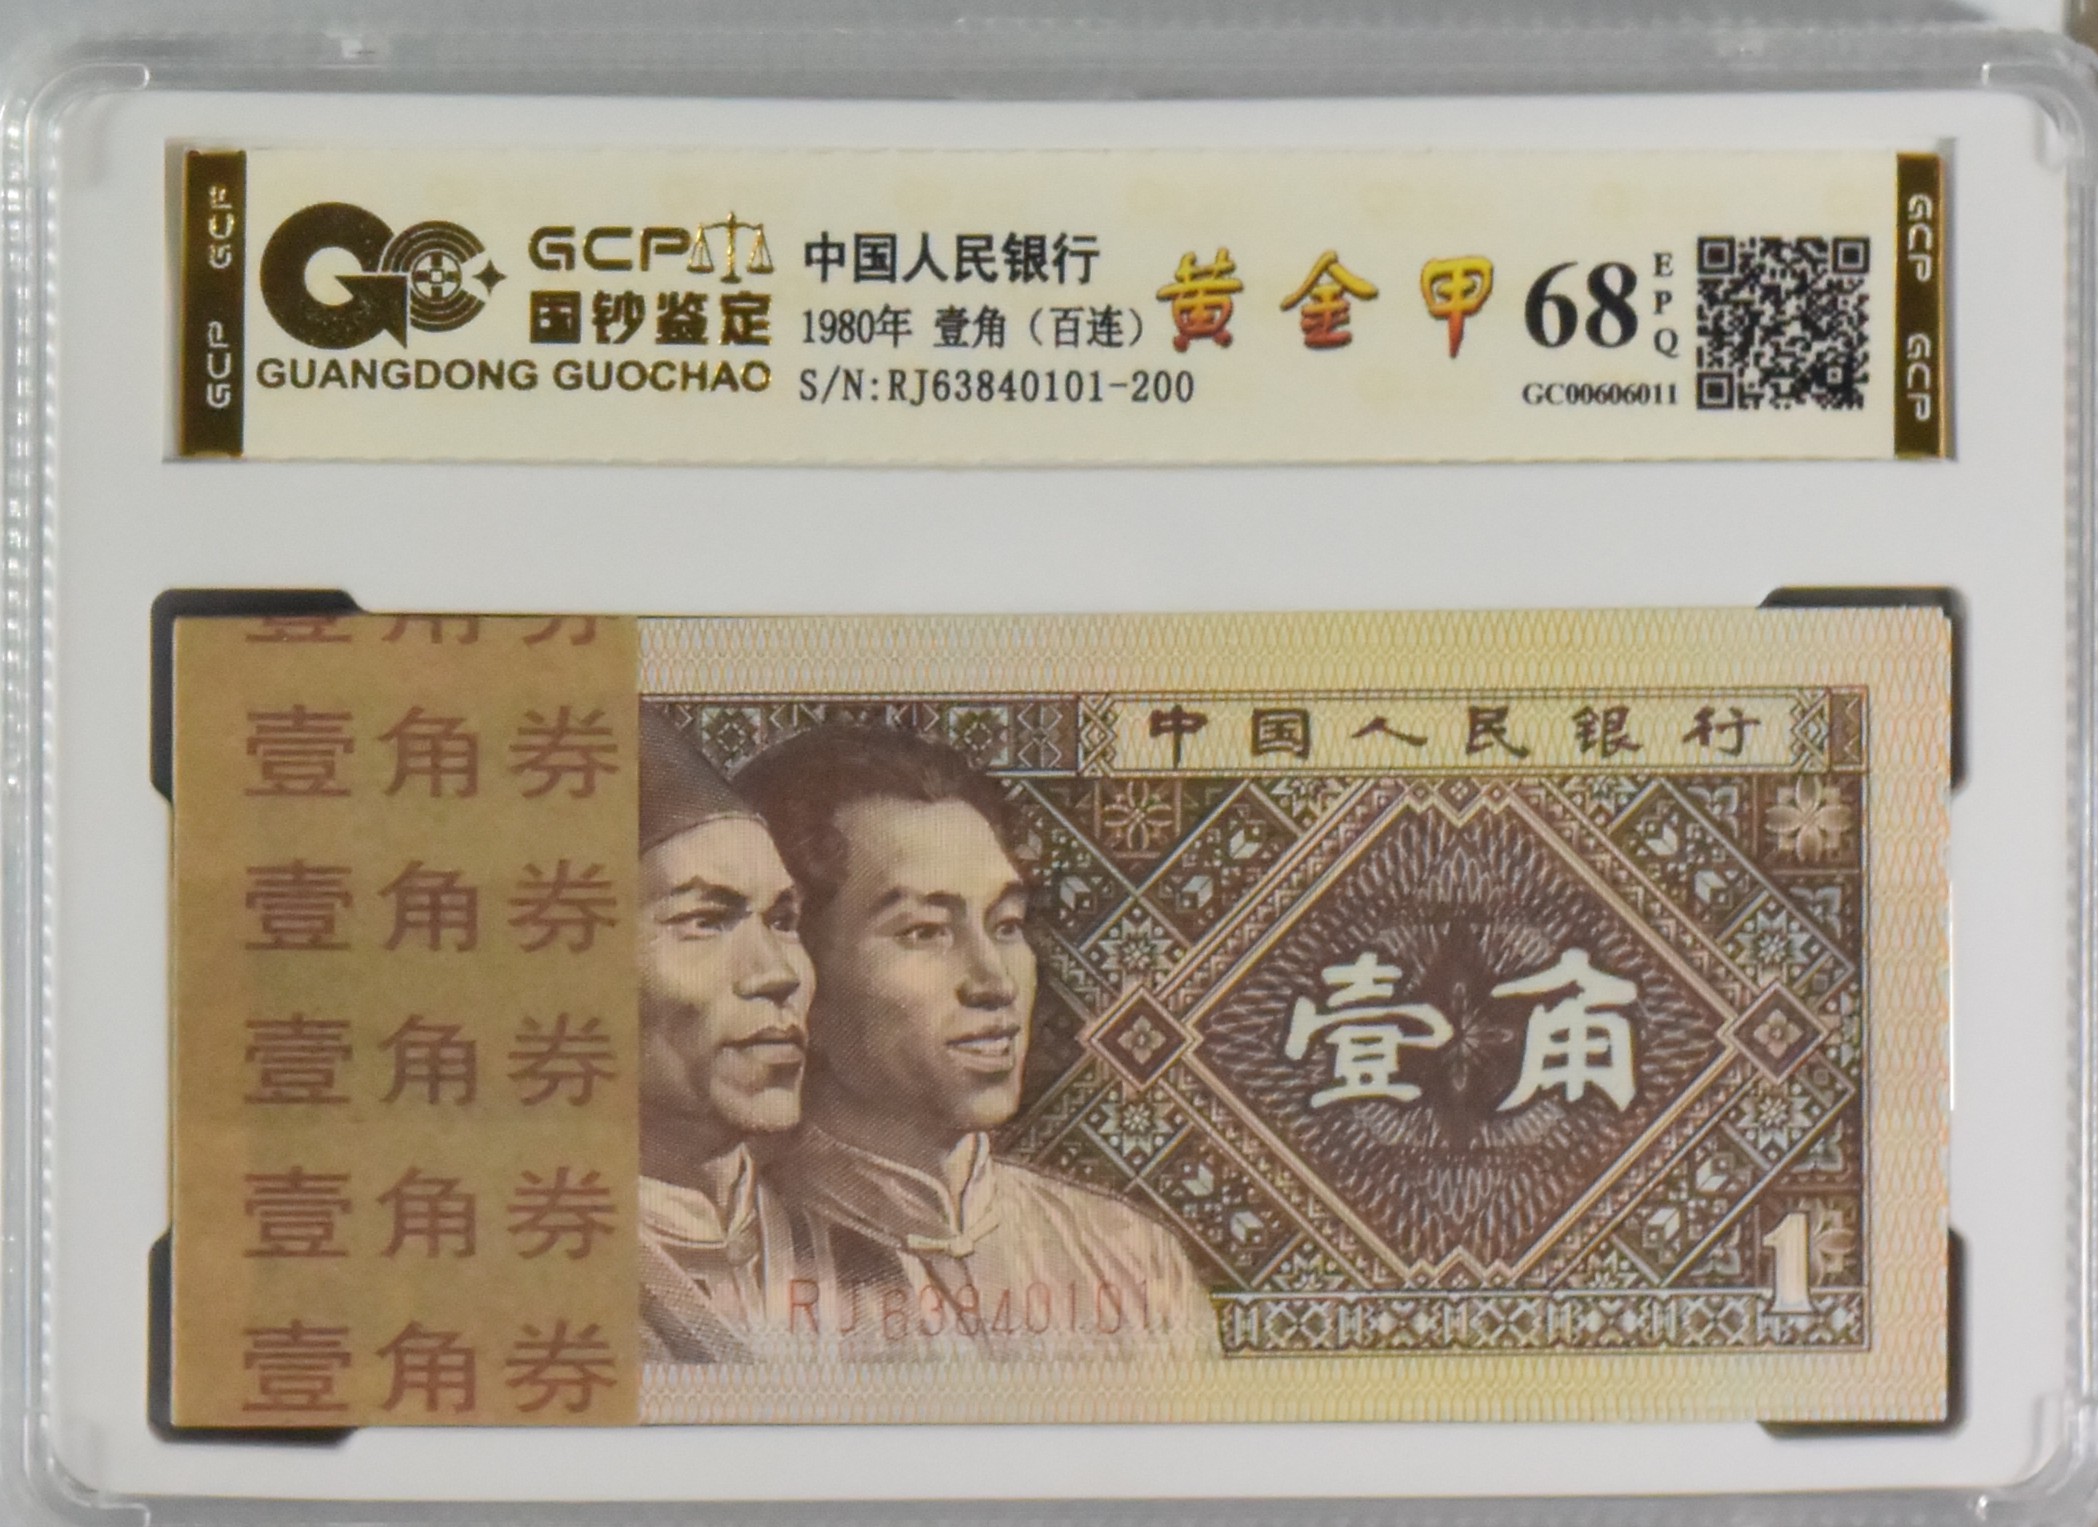 GCP GCP
GCP
国钞鉴定
GUANGDONG GUOCHAO
中国人民银行
1980年 壹角（百连）
S/N:RJ63840101-200
黄金甲
68
EPQ
GC00606011
GCP GCP
壹角券
壹角券
壹角券
壹角券
壹角券
壹角券
中国人民银行
壹角
1
RJ63840101